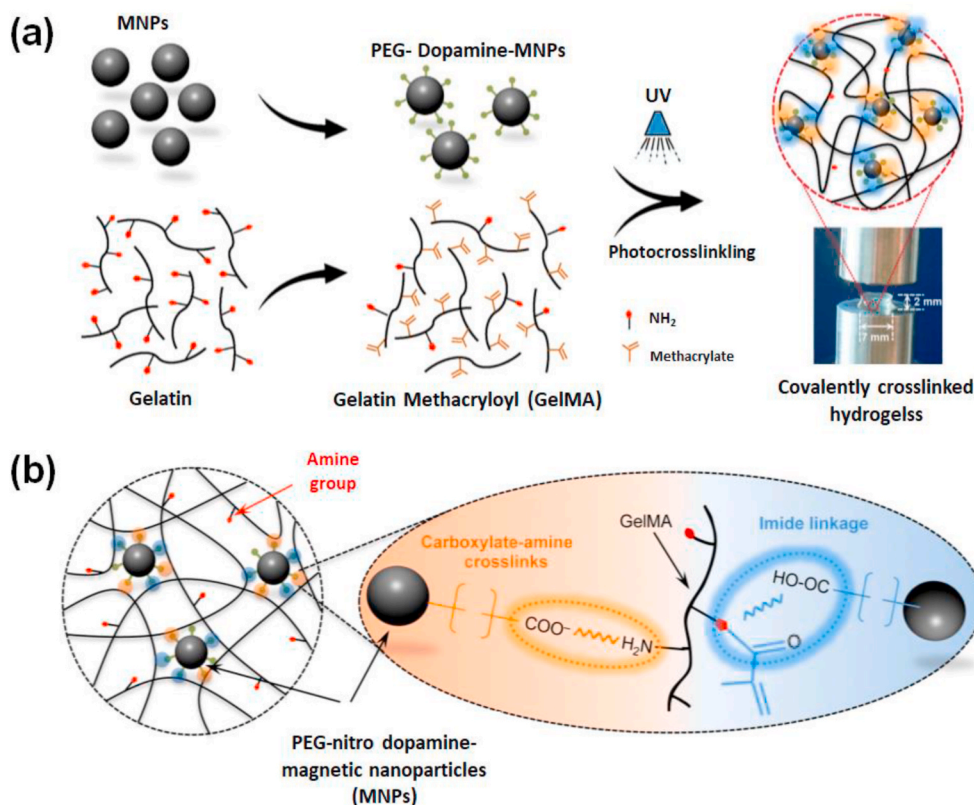 (a)
MNPs
PEG- Dopamine-MNPs
UV
Photocrosslinkling
2 mm
7 mm
NH₂
Methacrylate
Gelatin
Gelatin Methacryloyl (GelMA)
Covalently crosslinked
hydrogelss
(b)
Amine
group
GelMA
Imide linkage
Carboxylate-amine
crosslinks
HO-OC
COO⁻
H₂N
O
PEG-nitro dopamine-
magnetic nanoparticles
(MNPs)